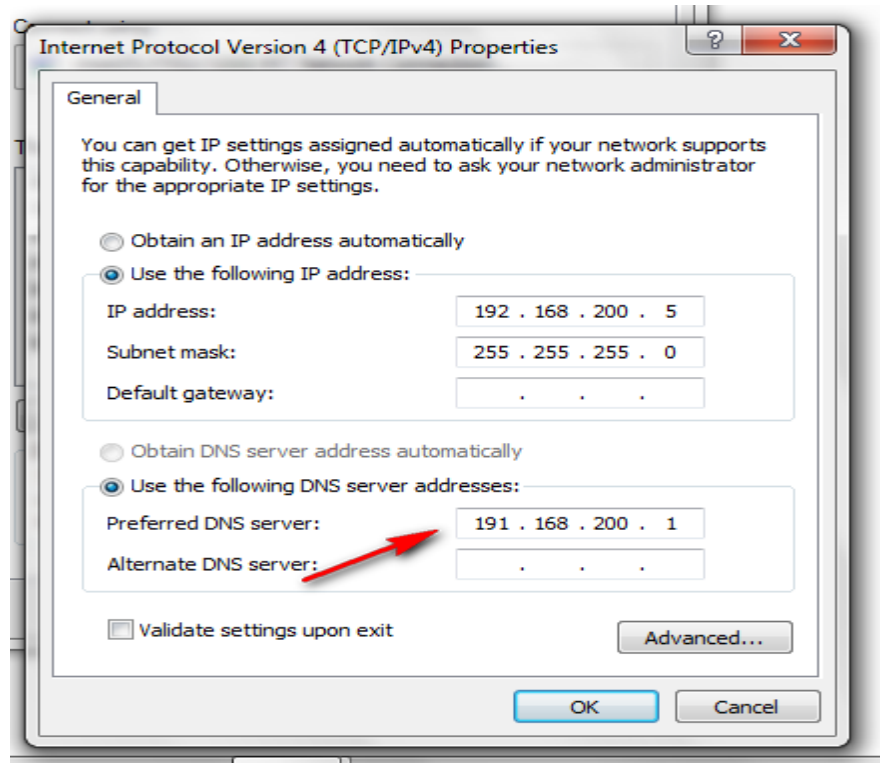 Internet Protocol Version 4 (TCP/IPv4) Properties
?
General
You can get IP settings assigned automatically if your network supports
this capability. Otherwise, you need to ask your network administrator
for the appropriate IP settings.
Obtain an IP address automatically
Use the following IP address:
IP address: 192 . 168 . 200 . 5
Subnet mask: 255 . 255 . 255 . 0
Default gateway: . . .
Obtain DNS server address automatically
Use the following DNS server addresses:
Preferred DNS server: 191 . 168 . 200 . 1
Alternate DNS server: . . .
Validate settings upon exit
Advanced...
OK Cancel